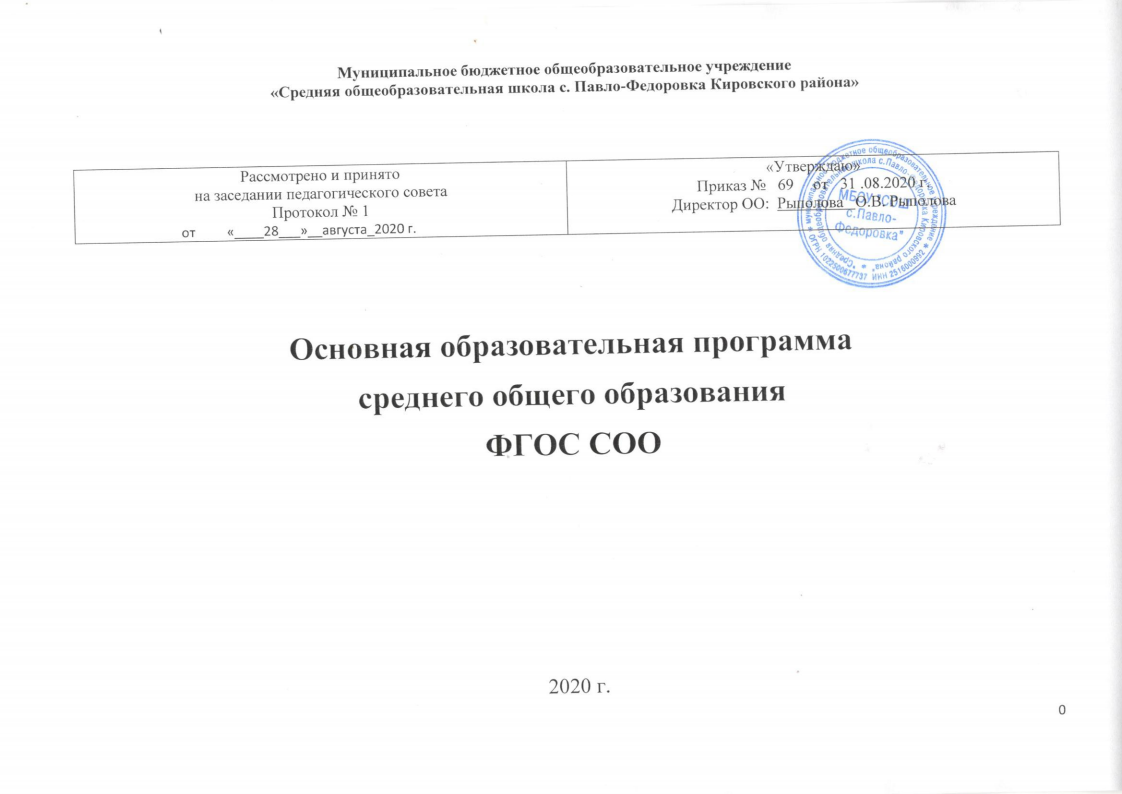 Муниципальное бюджетное общеобразовательное учреждение
«Средняя общеобразовательная школа с. Павло-Федоровка Кировского района»
Рассмотрено и принято
на заседании педагогического совета
Протокол № 1
от «____28___»__августа_2020 г.
«Утверждаю»
Приказ № 69 от 31 .08.2020 г.
Директор ОО: Рыполова О.В. Рыполова
МБОУ "СОШ
с.Павло-
Федоровка"
Основная образовательная программа
среднего общего образования
ФГОС СОО
2020 г.
0